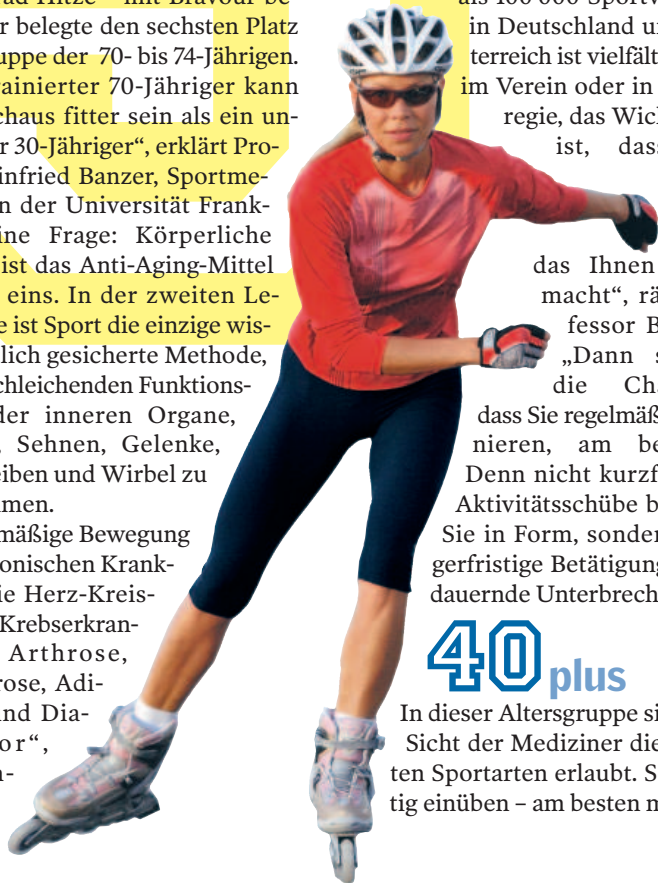 ad Hitze – mit Bravour be-
r belegte den sechsten Platz
uppe der 70- bis 74-Jährigen.
rainierter 70-Jähriger kann
chaus fitter sein als ein un-
r 30-Jähriger“, erklärt Pro-
infried Banzer, Sportme-
n der Universität Frank-
ine Frage: Körperliche
ist das Anti-Aging-Mittel
eins. In der zweiten Le-
e ist Sport die einzige wis-
lich gesicherte Methode,
chleichenden Funktions-
der inneren Organe,
, Sehnen, Gelenke,
eiben und Wirbel zu
men.
mäßige Bewegung
onischen Krank-
ie Herz-Kreis-
Krebserkran-
Arthrose,
rose, Adi-
nd Dia-
or“,
n-
als 100 000 Sportv
in Deutschland u
terreich ist vielfält
im Verein oder in
regie, das Wich
ist, dass
das Ihnen
macht“, rä
fessor B
„Dann s
die Cha
dass Sie regelmäß
nieren, am be
Denn nicht kurzf
Aktivitätsschübe b
Sie in Form, sonder
gerfristige Betätigung
dauernde Unterbrech
40 plus
In dieser Altersgruppe si
Sicht der Mediziner die
ten Sportarten erlaubt. S
tig einüben – am besten m